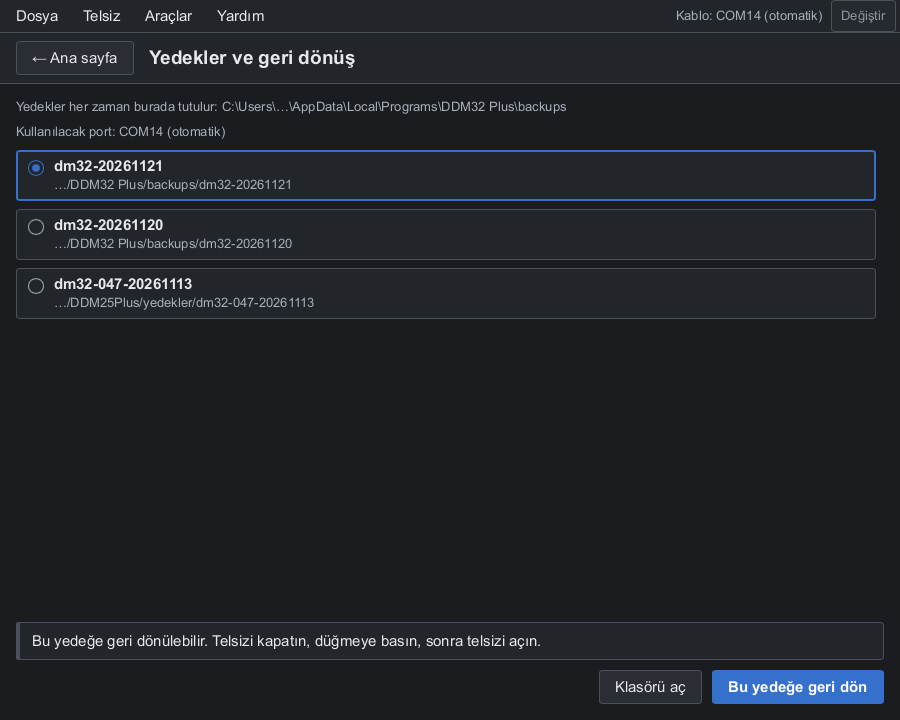 Dosya Telsiz Araçlar Yardım Kablo: COM14 (otomatik) Değiştir
← Ana sayfa Yedekler ve geri dönüş
Yedekler her zaman burada tutulur: C:\Users\…\AppData\Local\Programs\DDM32 Plus\backups
Kullanılacak port: COM14 (otomatik)
dm32-20261121
…/DDM32 Plus/backups/dm32-20261121
dm32-20261120
…/DDM32 Plus/backups/dm32-20261120
dm32-047-20261113
…/DDM25Plus/yedekler/dm32-047-20261113
Bu yedeğe geri dönülebilir. Telsizi kapatın, düğmeye basın, sonra telsizi açın.
Klasörü aç Bu yedeğe geri dön